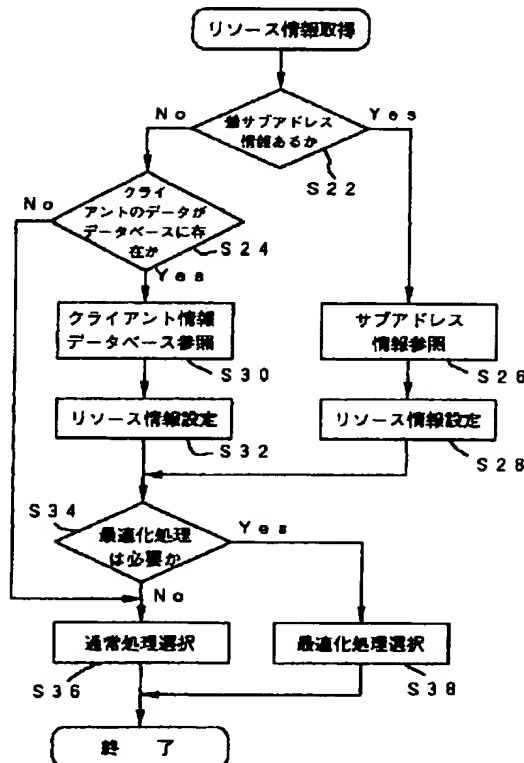 リソース情報取得
No
サブアドレス
Yes
情報あるか
S22
No
クライ
アントのデータが
データベースに存
在か
S24
Yes
クライアント情報
データベース参照
S30
サブアドレス
情報参照
S26
リソース情報設定
S32
リソース情報設定
S28
S34
最適化処理
は必要か
Yes
No
通常処理選択
S36
最適化処理選択
S38
終 了